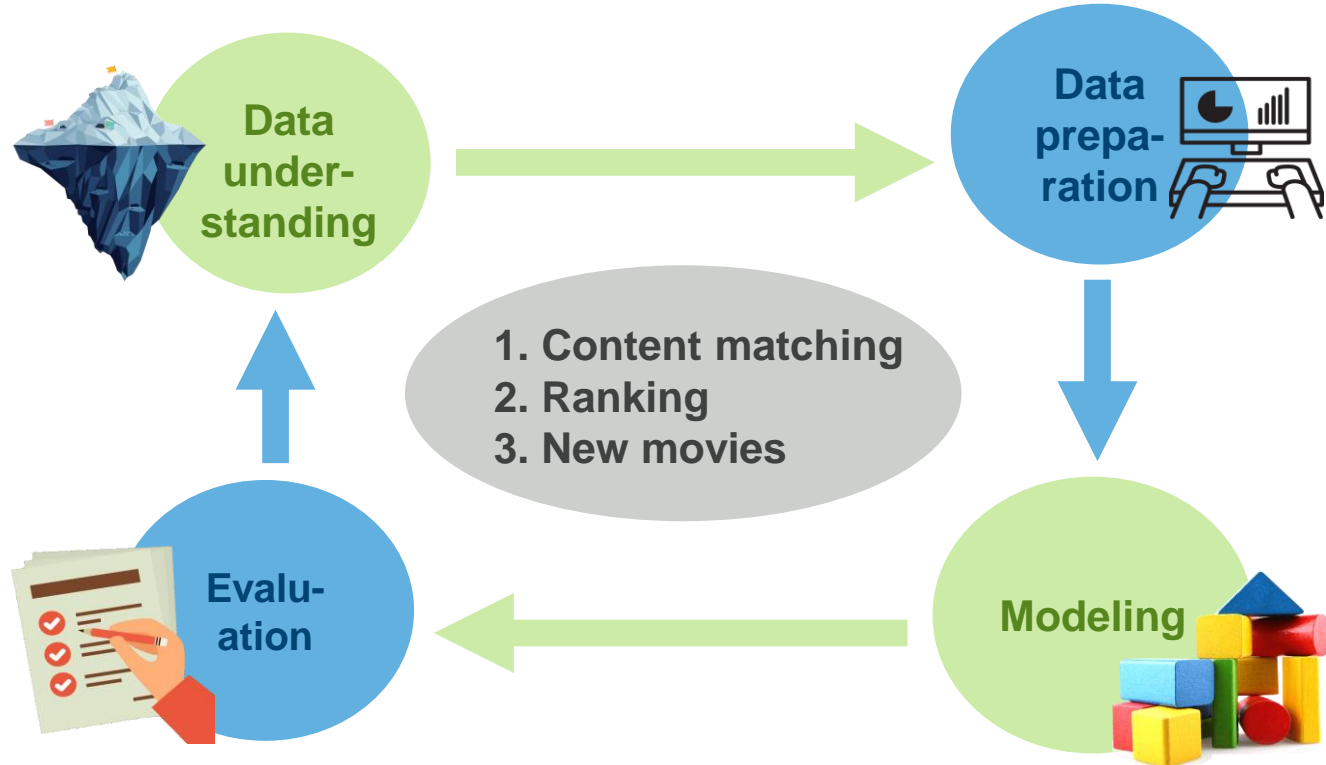 Data
under-
standing
Data
prepa-
ration
1. Content matching
2. Ranking
3. New movies
Evalu-
ation
Modeling